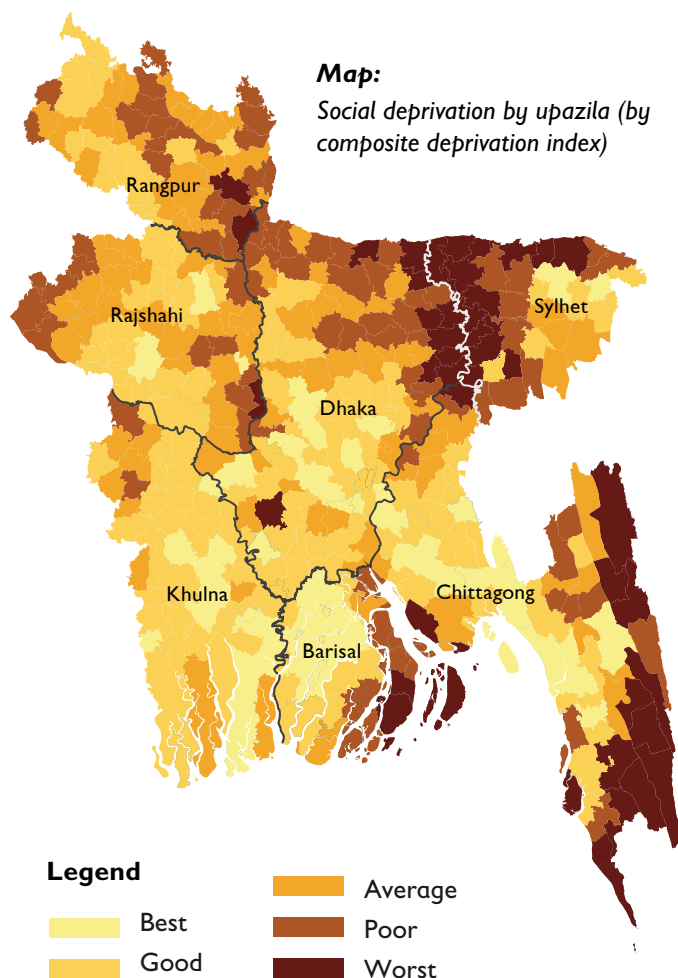 Map:
Social deprivation by upazila (by
composite deprivation index)
Rangpur
Rajshahi
Sylhet
Dhaka
Khulna
Chittagong
Barisal
Legend
Best
Good
Average
Poor
Worst